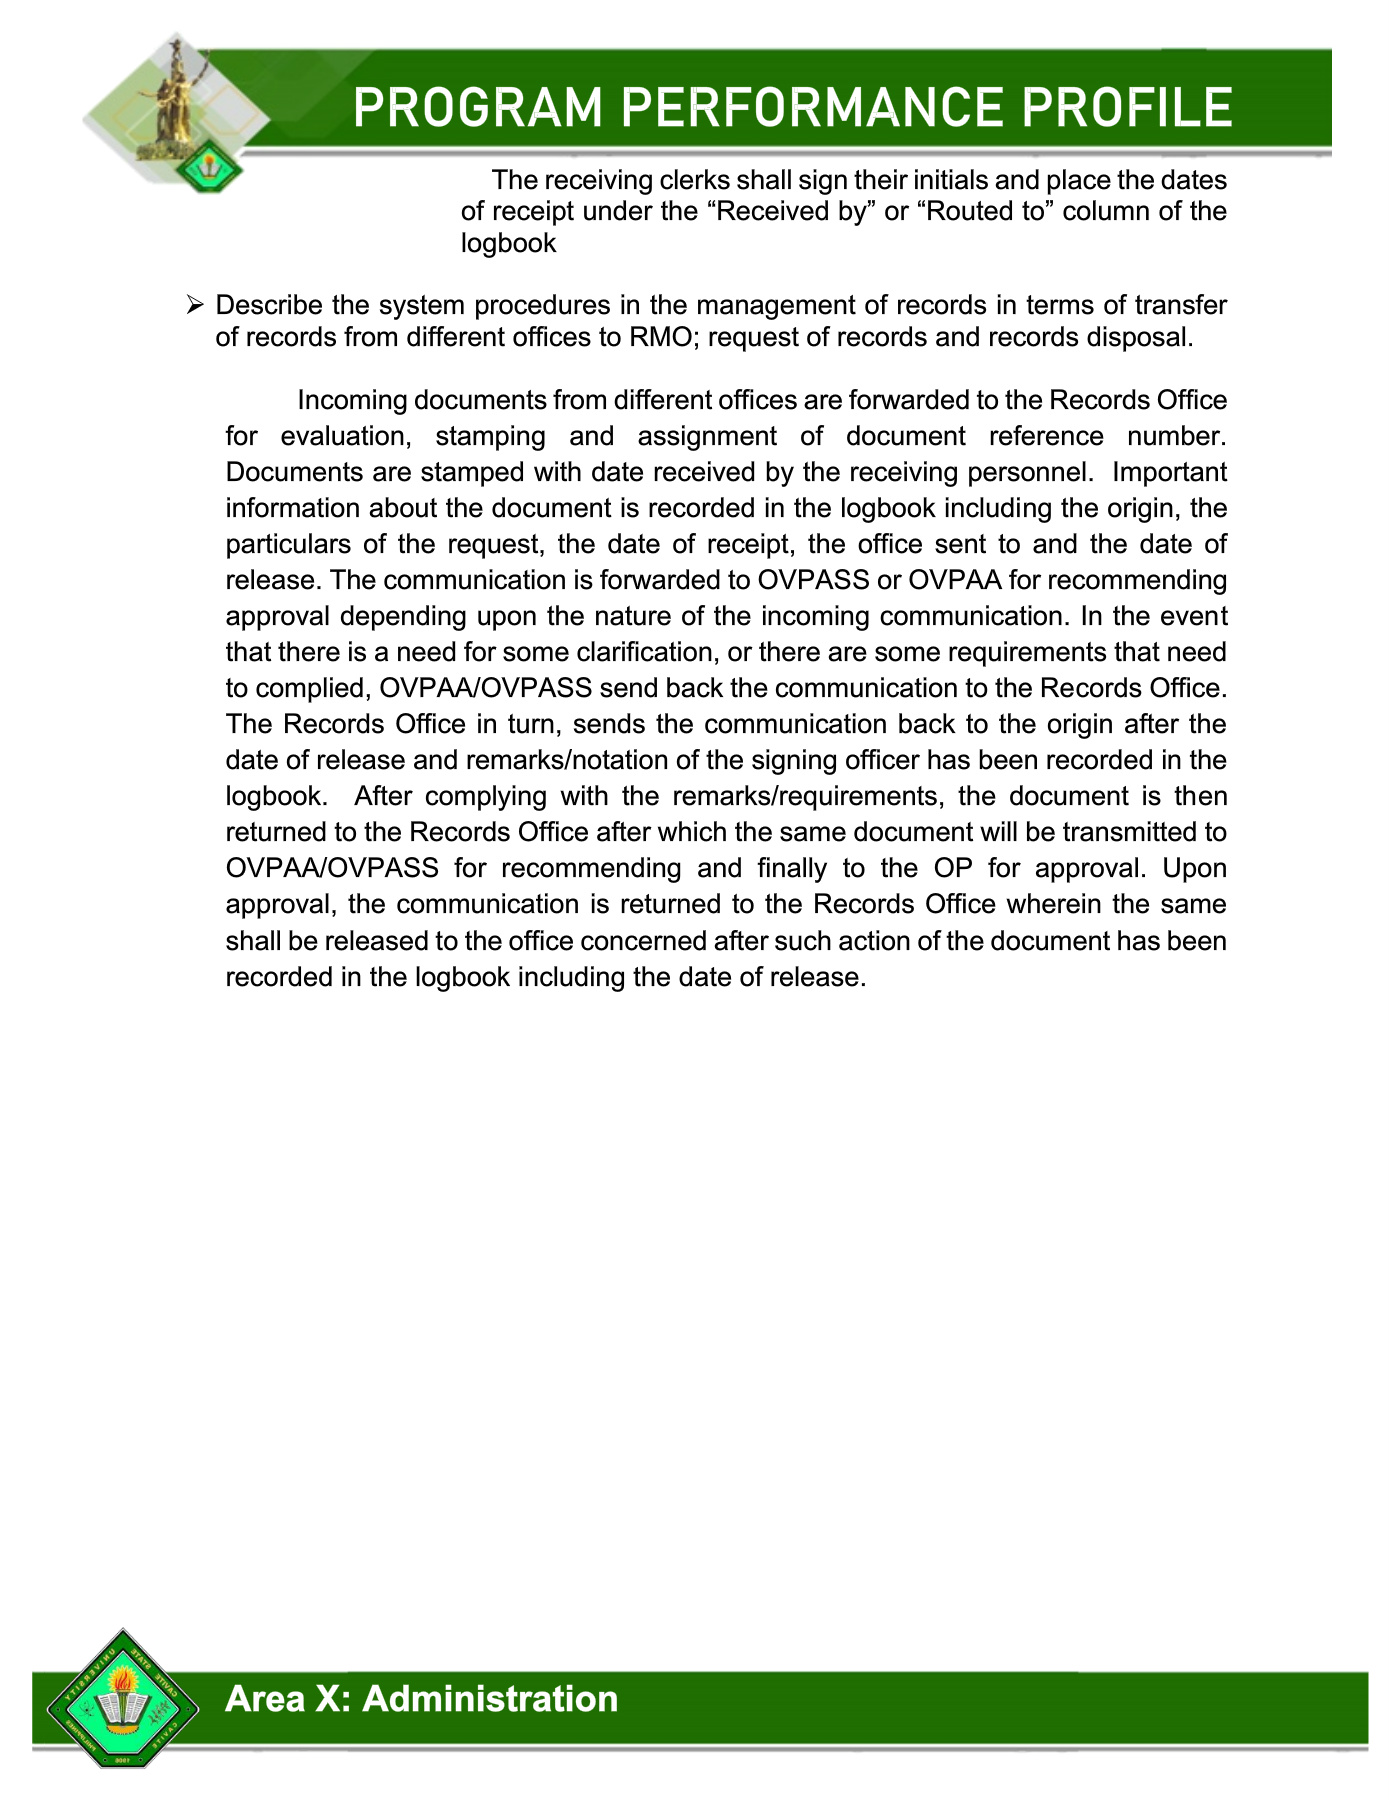 PROGRAM PERFORMANCE PROFILE
The receiving clerks shall sign their initials and place the dates
of receipt under the “Received by” or “Routed to” column of the
logbook
➢ Describe the system procedures in the management of records in terms of transfer
of records from different offices to RMO; request of records and records disposal.
Incoming documents from different offices are forwarded to the Records Office
for evaluation, stamping and assignment of document reference number.
Documents are stamped with date received by the receiving personnel.  Important
information about the document is recorded in the logbook including the origin, the
particulars of the request, the date of receipt, the office sent to and the date of
release. The communication is forwarded to OVPASS or OVPAA for recommending
approval depending upon the nature of the incoming communication. In the event
that there is a need for some clarification, or there are some requirements that need
to complied, OVPAA/OVPASS send back the communication to the Records Office.
The Records Office in turn, sends the communication back to the origin after the
date of release and remarks/notation of the signing officer has been recorded in the
logbook.  After complying with the remarks/requirements, the document is then
returned to the Records Office after which the same document will be transmitted to
OVPAA/OVPASS for recommending and finally to the OP for approval. Upon
approval, the communication is returned to the Records Office wherein the same
shall be released to the office concerned after such action of the document has been
recorded in the logbook including the date of release.
CAVITE STATE UNIVERSITY
CAVITE
PHILIPPINES
Area X: Administration